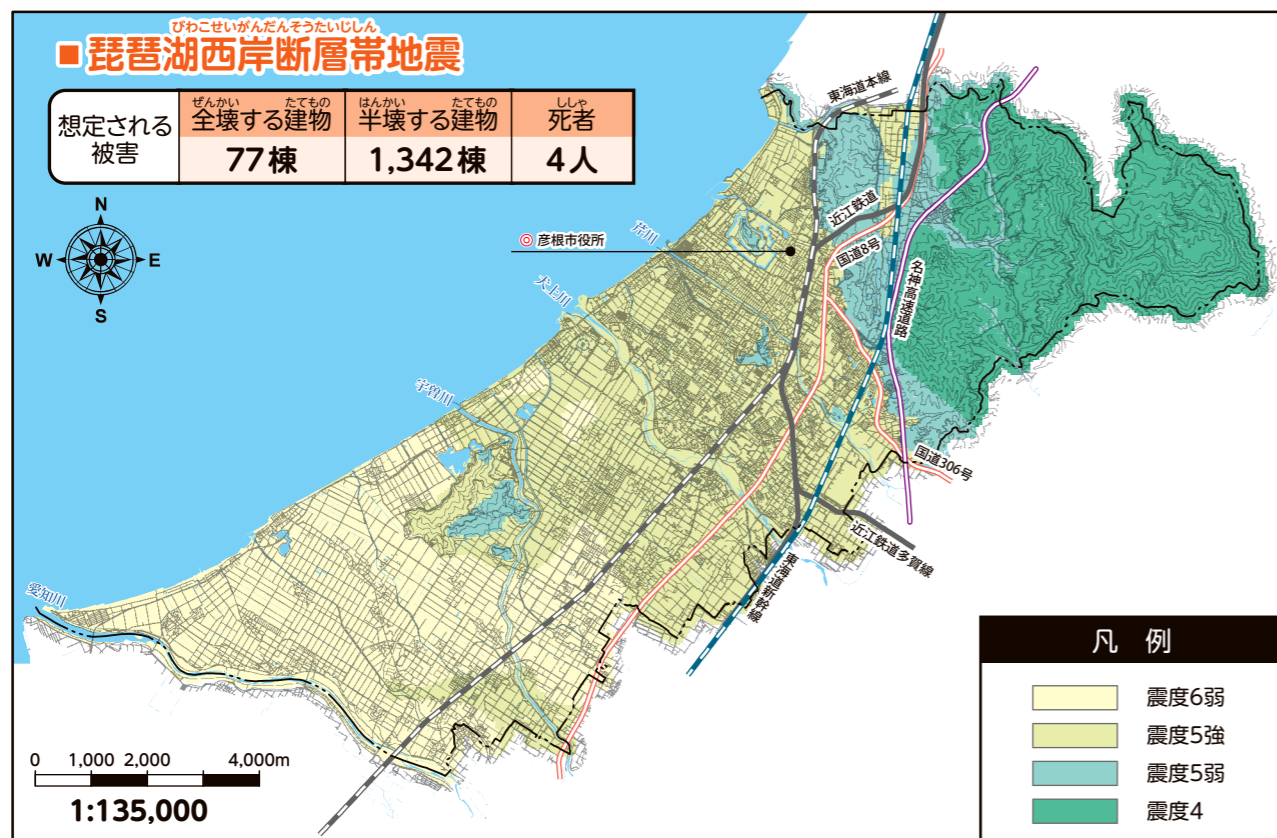 びわこせいがんだんそうたいじしん
■琵琶湖西岸断層帯地震
想定される
被害
ぜんかい たてもの
全壊する建物
77棟
はんかい たてもの
半壊する建物
1,342棟
ししゃ
死者
4人
N
W E
S
東海道本線
近江鉄道
◎ 彦根市役所
芹川
国道8号
犬上川
名神高速道路
宇曽川
国道306号
近江鉄道多賀線
東海道新幹線
愛知川
0 1,000 2,000 4,000m
1:135,000
凡 例
震度6弱
震度5強
震度5弱
震度4